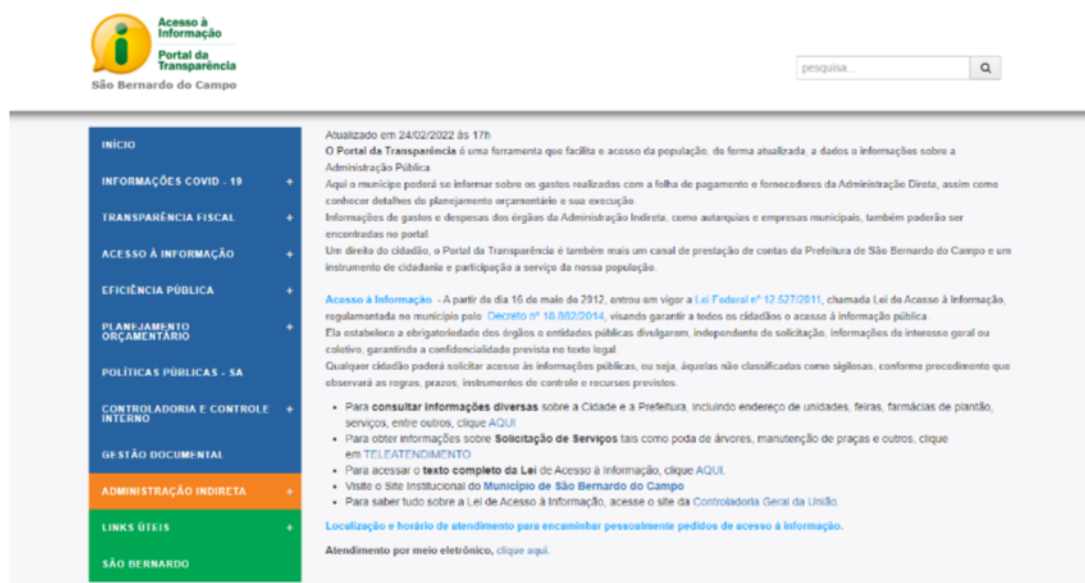 Acesso à
Informação
Portal da
Transparência
São Bernardo do Campo
pesquisa...
INÍCIO
INFORMAÇÕES COVID - 19 +
TRANSPARÊNCIA FISCAL +
ACESSO À INFORMAÇÃO +
EFICIÊNCIA PÚBLICA +
PLANEJAMENTO +
ORÇAMENTÁRIO
POLÍTICAS PÚBLICAS - SA
CONTROLADORIA E CONTROLE +
INTERNO
GESTÃO DOCUMENTAL
ADMINISTRAÇÃO INDIRETA +
LINKS ÚTEIS +
SÃO BERNARDO
Atualizado em 24/02/2022 às 17h
O Portal da Transparência é uma ferramenta que facilita o acesso da população, de forma atualizada, a dados e informações sobre a
Administração Pública.
Aqui o munícipe poderá se informar sobre os gastos realizados com a folha de pagamento e fornecedores da Administração Direta, assim como
conhecer detalhes do planejamento orçamentário e sua execução.
Informações de gastos e despesas dos órgãos da Administração Indireta, como autarquias e empresas municipais, também poderão ser
encontradas no portal.
Um direito do cidadão, o Portal da Transparência é também mais um canal de prestação de contas da Prefeitura de São Bernardo do Campo e um
instrumento de cidadania e participação a serviço da nossa população.
Acesso à Informação - A partir do dia 16 de maio de 2012, entrou em vigor a Lei Federal nº 12.527/2011, chamada Lei de Acesso à Informação,
regulamentada no município pelo Decreto nº 18.882/2014, visando garantir a todos os cidadãos o acesso à informação pública.
Ela estabelece a obrigatoriedade dos órgãos e entidades públicas divulgarem, independente de solicitação, informações de interesse geral ou
coletivo, garantindo a confidencialidade prevista no texto legal.
Qualquer cidadão poderá solicitar acesso às informações públicas, ou seja, àquelas não classificadas como sigilosas, conforme procedimento que
observará as regras, prazos, instrumentos de controle e recursos previstos.
• Para consultar informações diversas sobre a Cidade e a Prefeitura, incluindo endereço de unidades, feiras, farmácias de plantão,
serviços, entre outros, clique AQUI
• Para obter informações sobre Solicitação de Serviços tais como poda de árvores, manutenção de praças e outros, clique
em TELEATENDIMENTO
• Para acessar o texto completo da Lei de Acesso à Informação, clique AQUI.
• Visite o Site Institucional do Município de São Bernardo do Campo
• Para saber tudo sobre a Lei de Acesso à Informação, acesse o site da Controladoria Geral da União.
Localização e horário de atendimento para encaminhar pessoalmente pedidos de acesso à informação.
Atendimento por meio eletrônico, clique aqui.